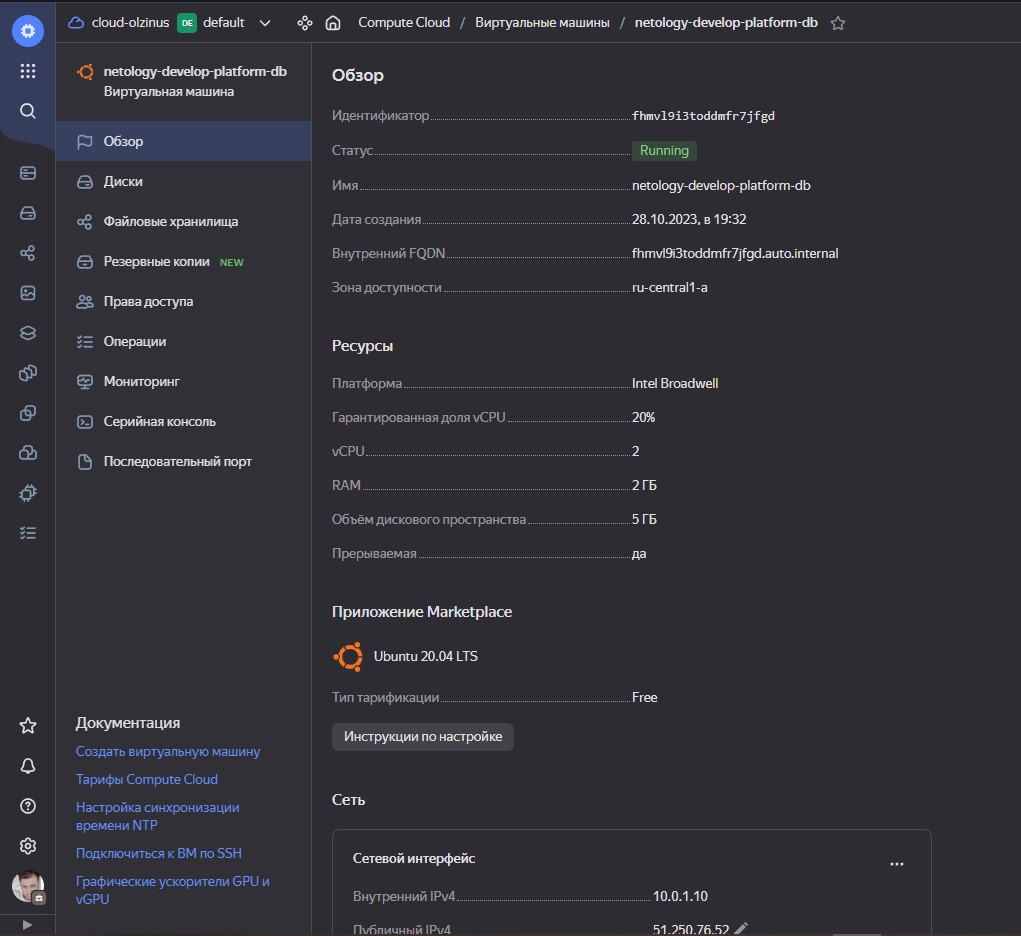 cloud-olzinus DE default Compute Cloud / Виртуальные машины / netology-develop-platform-db
netology-develop-platform-db
Виртуальная машина
Обзор
Диски
Файловые хранилища
Резервные копии NEW
Права доступа
Операции
Мониторинг
Серийная консоль
Последовательный порт
Документация
Создать виртуальную машину
Тарифы Compute Cloud
Настройка синхронизации
времени NTP
Подключиться к ВМ по SSH
Графические ускорители GPU и
vGPU
Обзор
Идентификатор fhmvl9i3toddmfr7jfgd
Статус Running
Имя netology-develop-platform-db
Дата создания 28.10.2023, в 19:32
Внутренний FQDN fhmvl9i3toddmfr7jfgd.auto.internal
Зона доступности ru-central1-a
Ресурсы
Платформа Intel Broadwell
Гарантированная доля vCPU 20%
vCPU 2
RAM 2 ГБ
Объём дискового пространства 5 ГБ
Прерываемая да
Приложение Marketplace
Ubuntu 20.04 LTS
Тип тарификации Free
Инструкции по настройке
Сеть
Сетевой интерфейс
Внутренний IPv4 10.0.1.10
Публичный IPv4 51.250.76.52